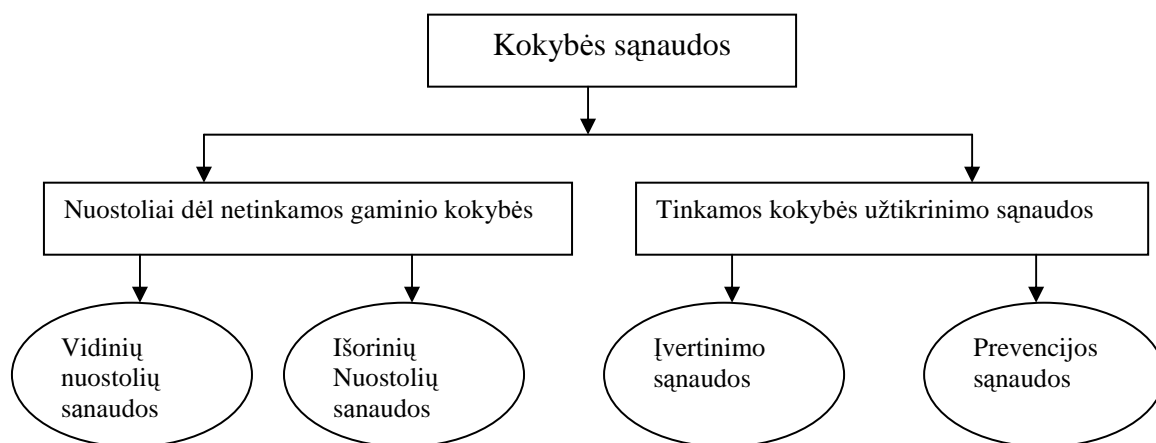 Kokybės sąnaudos
Nuostoliai dėl netinkamos gaminio kokybės
Tinkamos kokybės užtikrinimo sąnaudos
Vidinių
nuostolių
sanaudos
Išorinių
Nuostolių
sanaudos
Įvertinimo
sąnaudos
Prevencijos
sąnaudos